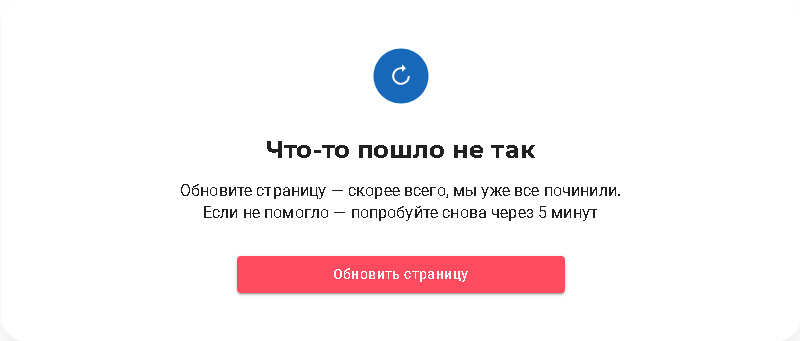 Что-то пошло не так
Обновите страницу — скорее всего, мы уже все починили.
Если не помогло — попробуйте снова через 5 минут
Обновить страницу